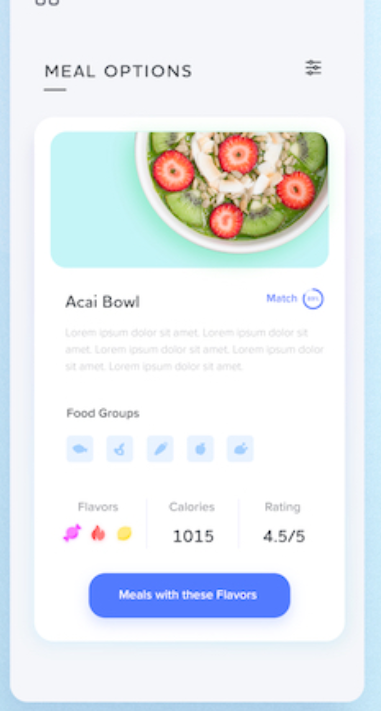 MEAL OPTIONS
Acai Bowl
Match
Lorem ipsum dolor sit amet. Lorem ipsum dolor sit
amet. Lorem ipsum dolor sit amet. Lorem ipsum dolor
sit amet. Lorem ipsum dolor sit amet.
Food Groups
Flavors Calories Rating
1015 4.5/5
Meals with these Flavors